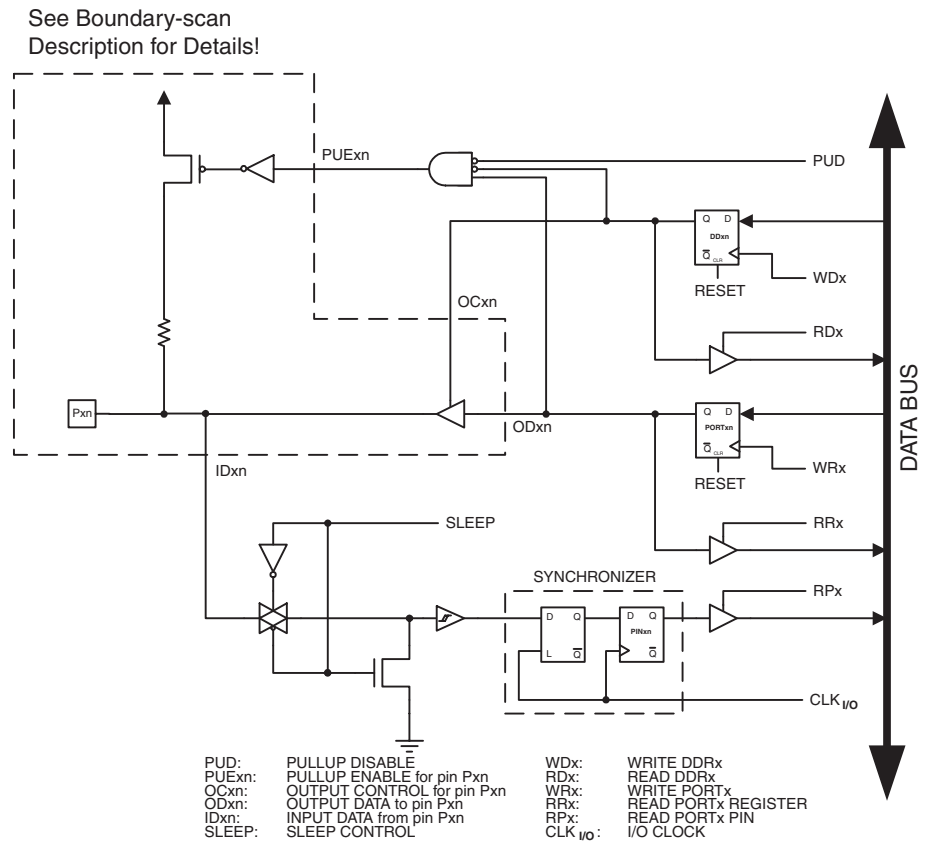 See Boundary-scan
Description for Details!
PUExn
PUD
Q D
DDxn
Q CLR
RESET
WDx
OCxn
RDx
Pxn
ODxn
Q D
PORTxn
Q CLR
RESET
WRx
DATA BUS
IDxn
SLEEP
RRx
SYNCHRONIZER
RPx
D Q
L Q
D Q
PINxn
Q
CLK I/O
PUD: PULLUP DISABLE
PUExn: PULLUP ENABLE for pin Pxn
OCxn: OUTPUT CONTROL for pin Pxn
ODxn: OUTPUT DATA to pin Pxn
IDxn: INPUT DATA from pin Pxn
SLEEP: SLEEP CONTROL
WDx: WRITE DDRx
RDx: READ DDRx
WRx: WRITE PORTx
RRx: READ PORTx REGISTER
RPx: READ PORTx PIN
CLK I/O: I/O CLOCK